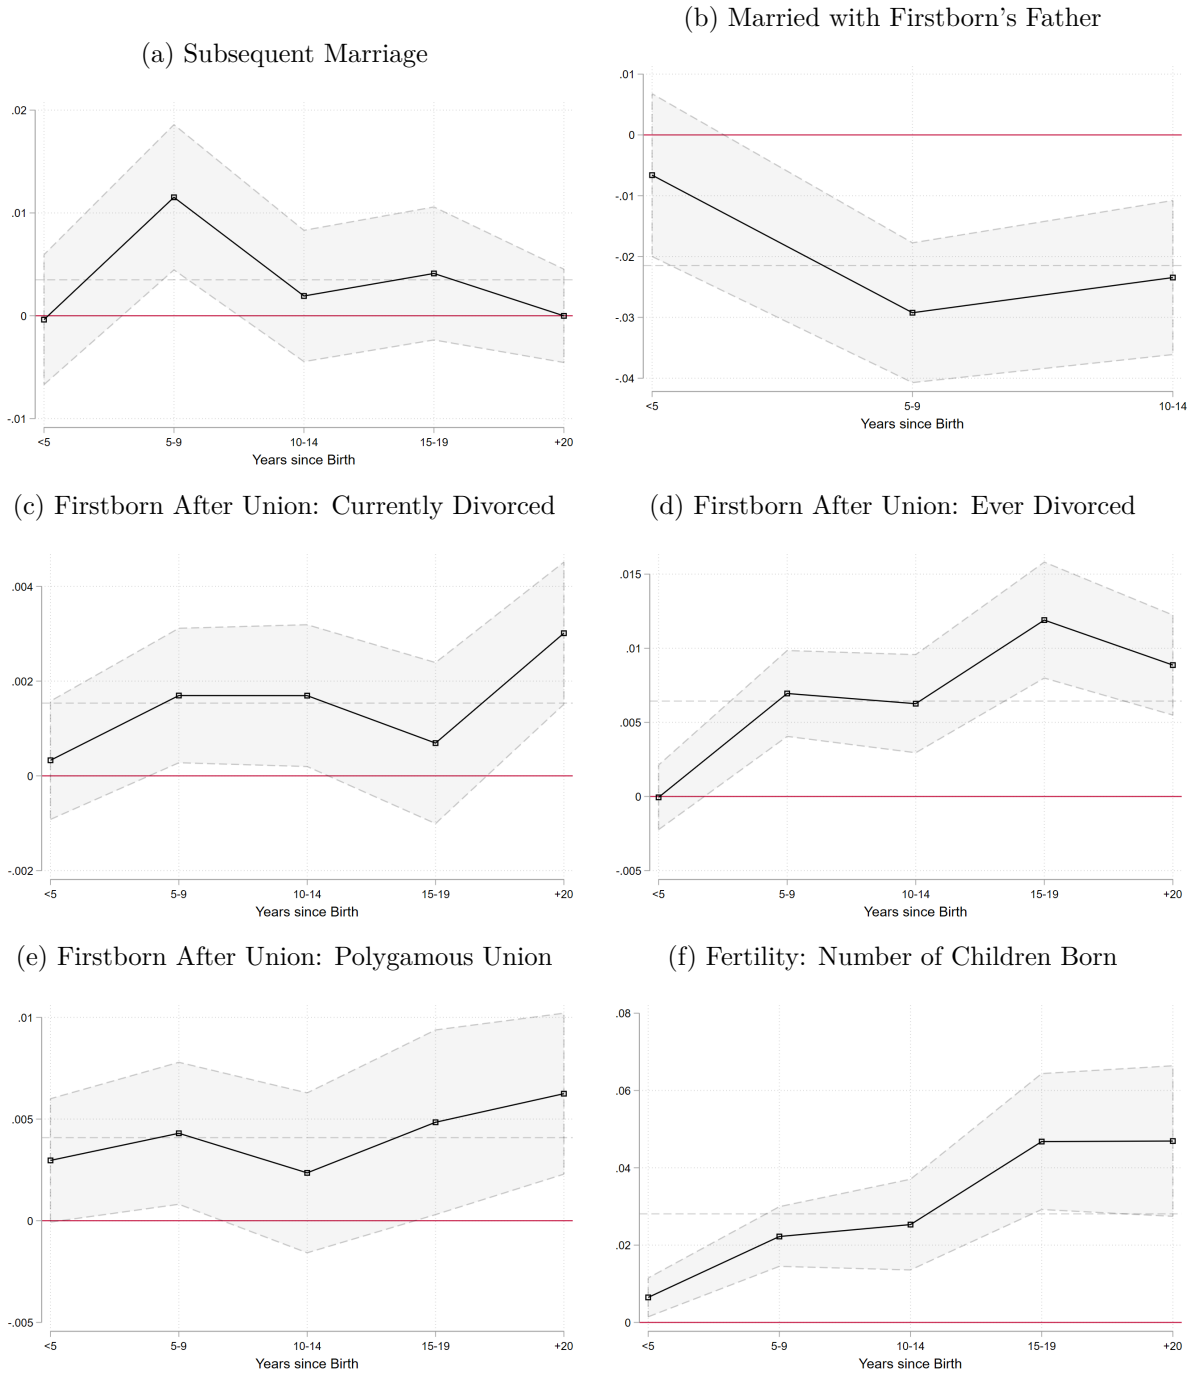 (a) Subsequent Marriage
.02
.01
0
-.01
<5 5-9 10-14 15-19 +20
Years since Birth
(b) Married with Firstborn's Father
.01
0
-.01
-.02
-.03
-.04
<5 5-9 10-14
Years since Birth
(c) Firstborn After Union: Currently Divorced
.004
.002
0
-.002
<5 5-9 10-14 15-19 +20
Years since Birth
(d) Firstborn After Union: Ever Divorced
.015
.01
.005
0
-.005
<5 5-9 10-14 15-19 +20
Years since Birth
(e) Firstborn After Union: Polygamous Union
.01
.005
0
-.005
<5 5-9 10-14 15-19 +20
Years since Birth
(f) Fertility: Number of Children Born
.08
.06
.04
.02
0
<5 5-9 10-14 15-19 +20
Years since Birth